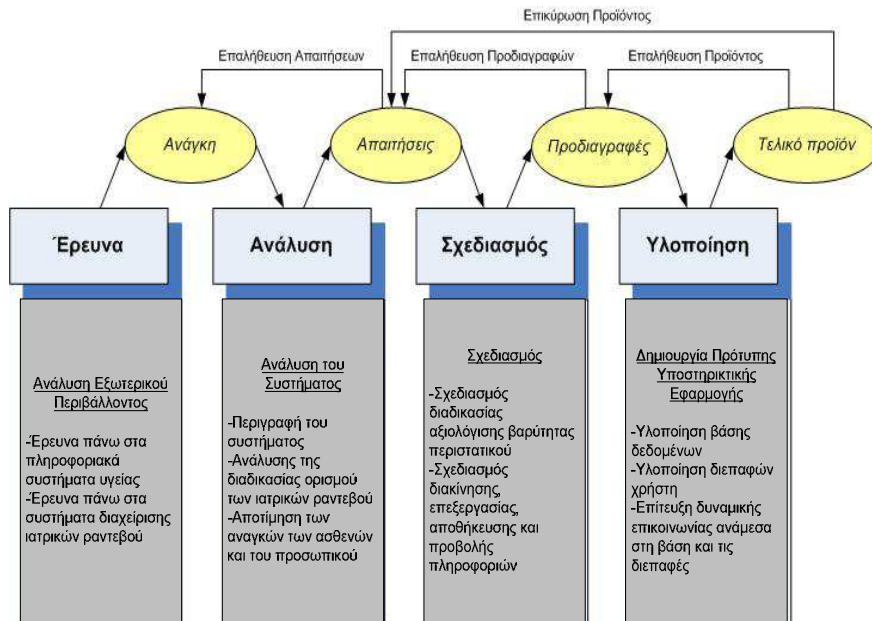 Επικύρωση Προϊόντος
Επαλήθευση Απαιτήσεων
Επαλήθευση Προδιαγραφών
Επαλήθευση Προϊόντος
Ανάγκη
Απαιτήσεις
Προδιαγραφές
Τελικό προϊόν
Έρευνα
Ανάλυση
Σχεδιασμός
Υλοποίηση
Ανάλυση Εξωτερικού
Περιβάλλοντος
-Έρευνα πάνω στα
πληροφοριακά
συστήματα υγείας
-Έρευνα πάνω στα
συστήματα διαχείρισης
ιατρικών ραντεβού
Ανάλυση του
Συστήματος
-Περιγραφή του
συστήματος
-Ανάλυσης της
διαδικασίας ορισμού
των ιατρικών ραντεβού
-Αποτίμηση των
αναγκών των ασθενών
και του προσωπικού
Σχεδιασμός
-Σχεδιασμός
διαδικασίας
αξιολόγισης βαρύτητας
περιστατικού
-Σχεδιασμός
διακίνησης,
επεξεργασίας,
αποθήκευσης και
προβολής
πληροφοριών
Δημιουργία Πρότυπης
Υποστηρικτικής
Εφαρμογής
-Υλοποίηση βάσης
δεδομένων
-Υλοποίηση διεπαφών
χρήστη
-Επίτευξη δυναμικής
επικοινωνίας ανάμεσα
στη βάση και τις
διεπαφές